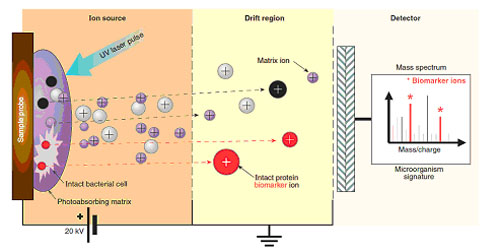 Ion source
Drift region
Detector
UV laser pulse
Sample probe
Matrix ion
Mass spectrum
* Biomarker ions
*
*
Mass/charge
Microorganism
signature
Intact bacterial cell
Photoabsorbing matrix
Intact protein
biomarker ion
+
20 kV